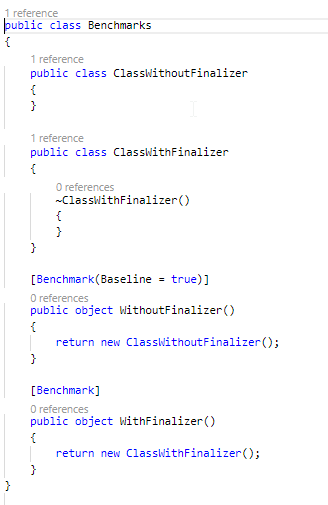 1 reference
public class Benchmarks
{
1 reference
public class ClassWithoutFinalizer
{
}
1 reference
public class ClassWithFinalizer
{
0 references
~ClassWithFinalizer()
{
}
}
[Benchmark(Baseline = true)]
0 references
public object WithoutFinalizer()
{
return new ClassWithoutFinalizer();
}
[Benchmark]
0 references
public object WithFinalizer()
{
return new ClassWithFinalizer();
}
}